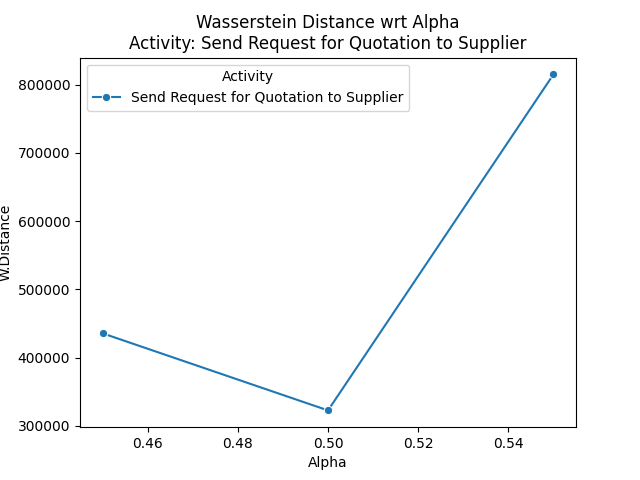 Wasserstein Distance wrt Alpha
Activity: Send Request for Quotation to Supplier
Activity
Send Request for Quotation to Supplier
800000
700000
600000
500000
400000
300000
W.Distance
0.46 0.48 0.50 0.52 0.54
Alpha